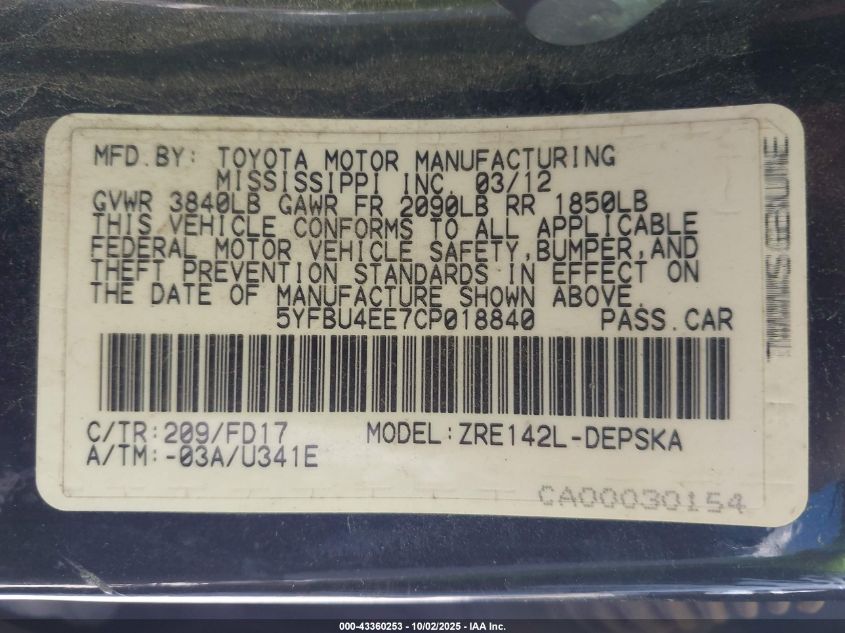 MFD.BY: TOYOTA MOTOR MANUFACTURING
MISSISSIPPI INC. 03/12
GVWR 3840LB GAWR FR 2090LB RR 1850LB
THIS VEHICLE CONFORMS TO ALL APPLICABLE
FEDERAL MOTOR VEHICLE SAFETY,BUMPER,AND
THEFT PREVENTION STANDARDS IN EFFECT ON
THE DATE OF MANUFACTURE SHOWN ABOVE.
5YFBU4EE7CP018840 PASS.CAR
C/TR:209/FD17 MODEL:ZRE142L-DEPSKA
A/TM:-03A/U341E
CA00030154
000-43360253 - 10/02/2025 - IAA Inc.